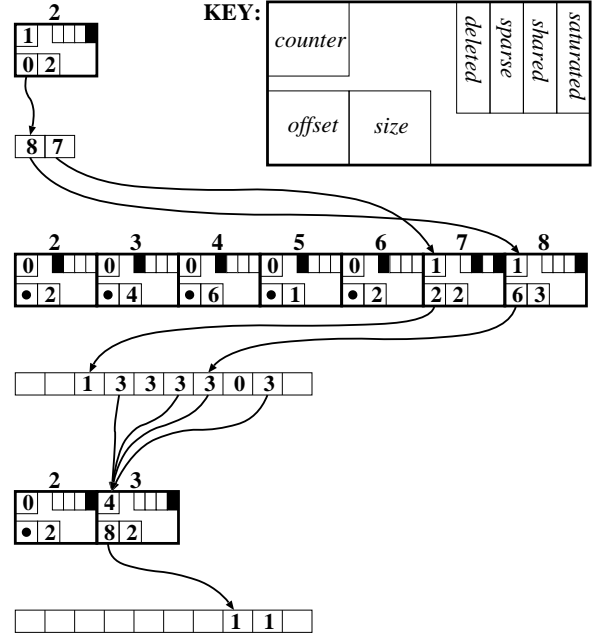 2 KEY:
1
0 2
counter deleted sparse shared saturated
offset size
8 7
2 3 4 5 6 7 8
0 0 0 0 0 1 1
• 2 • 4 • 6 • 1 • 2 2 2 6 3
1 3 3 3 3 0 3
2 3
0 4
• 2 8 2
1 1